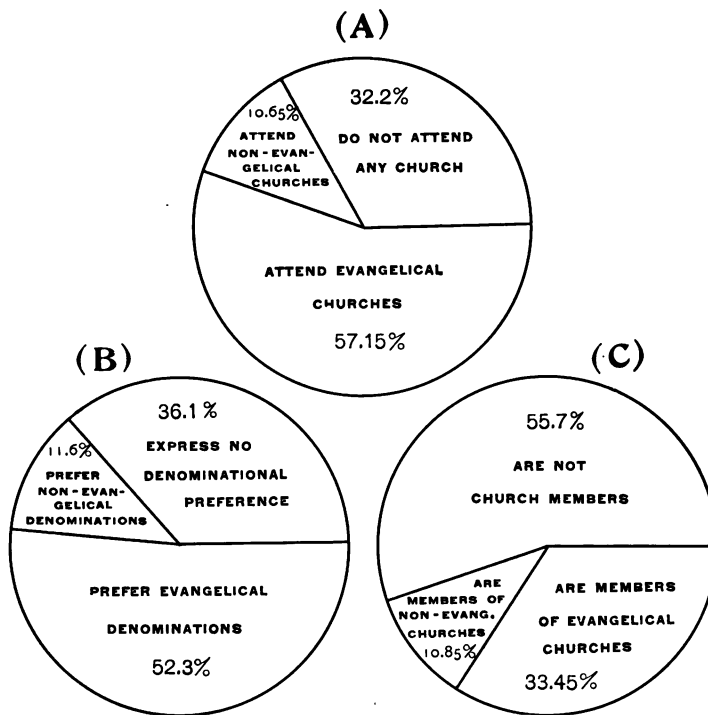 (A)
32.2%
DO NOT ATTEND
ANY CHURCH
10.65%
ATTEND
NON-EVAN-
GELICAL
CHURCHES
ATTEND EVANGELICAL
CHURCHES
57.15%
(B)
36.1%
EXPRESS NO
DENOMINATIONAL
PREFERENCE
11.6%
PREFER
NON-EVAN-
GELICAL
DENOMINATIONS
PREFER EVANGELICAL
DENOMINATIONS
52.3%
(C)
55.7%
ARE NOT
CHURCH MEMBERS
ARE
MEMBERS OF
NON-EVANG.
CHURCHES
10.85%
ARE MEMBERS
OF EVANGELICAL
CHURCHES
33.45%